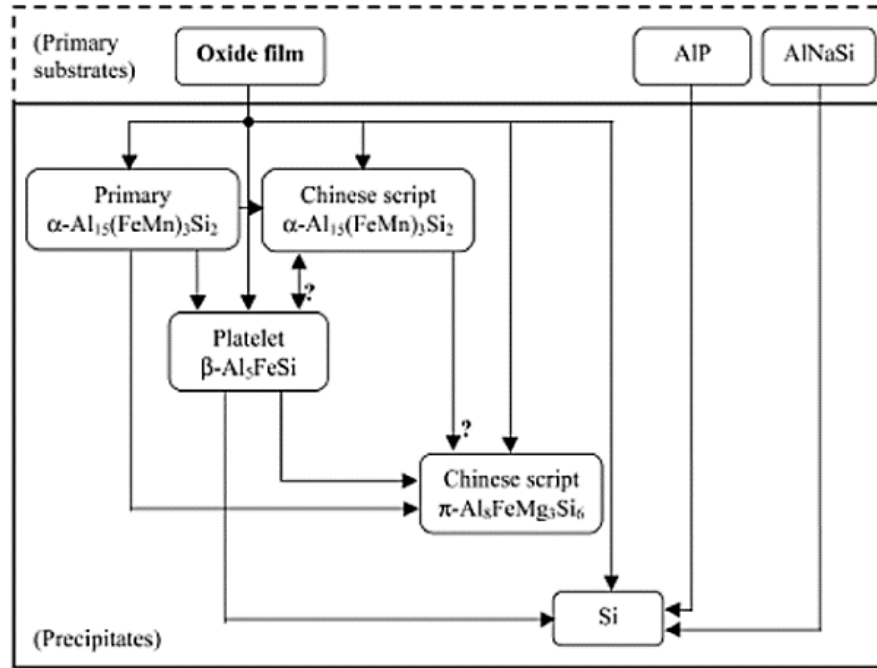 (Primary
substrates)
Oxide film
AlP
AlNaSi
Primary
α-Al₁₅(FeMn)₃Si₂
Chinese script
α-Al₁₅(FeMn)₃Si₂
?
Platelet
β-Al₅FeSi
?
Chinese script
π-Al₈FeMg₃Si₆
Si
(Precipitates)